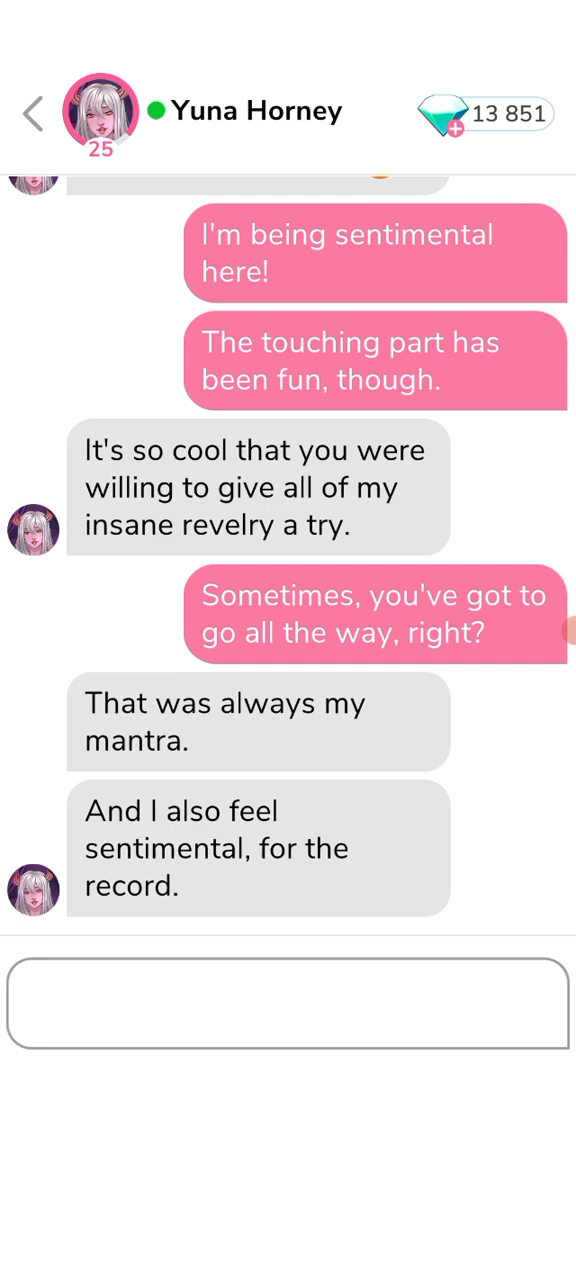 Yuna Horney
13 851
25
I'm being sentimental
here!
The touching part has
been fun, though.
It's so cool that you were
willing to give all of my
insane revelry a try.
Sometimes, you've got to
go all the way, right?
That was always my
mantra.
And I also feel
sentimental, for the
record.